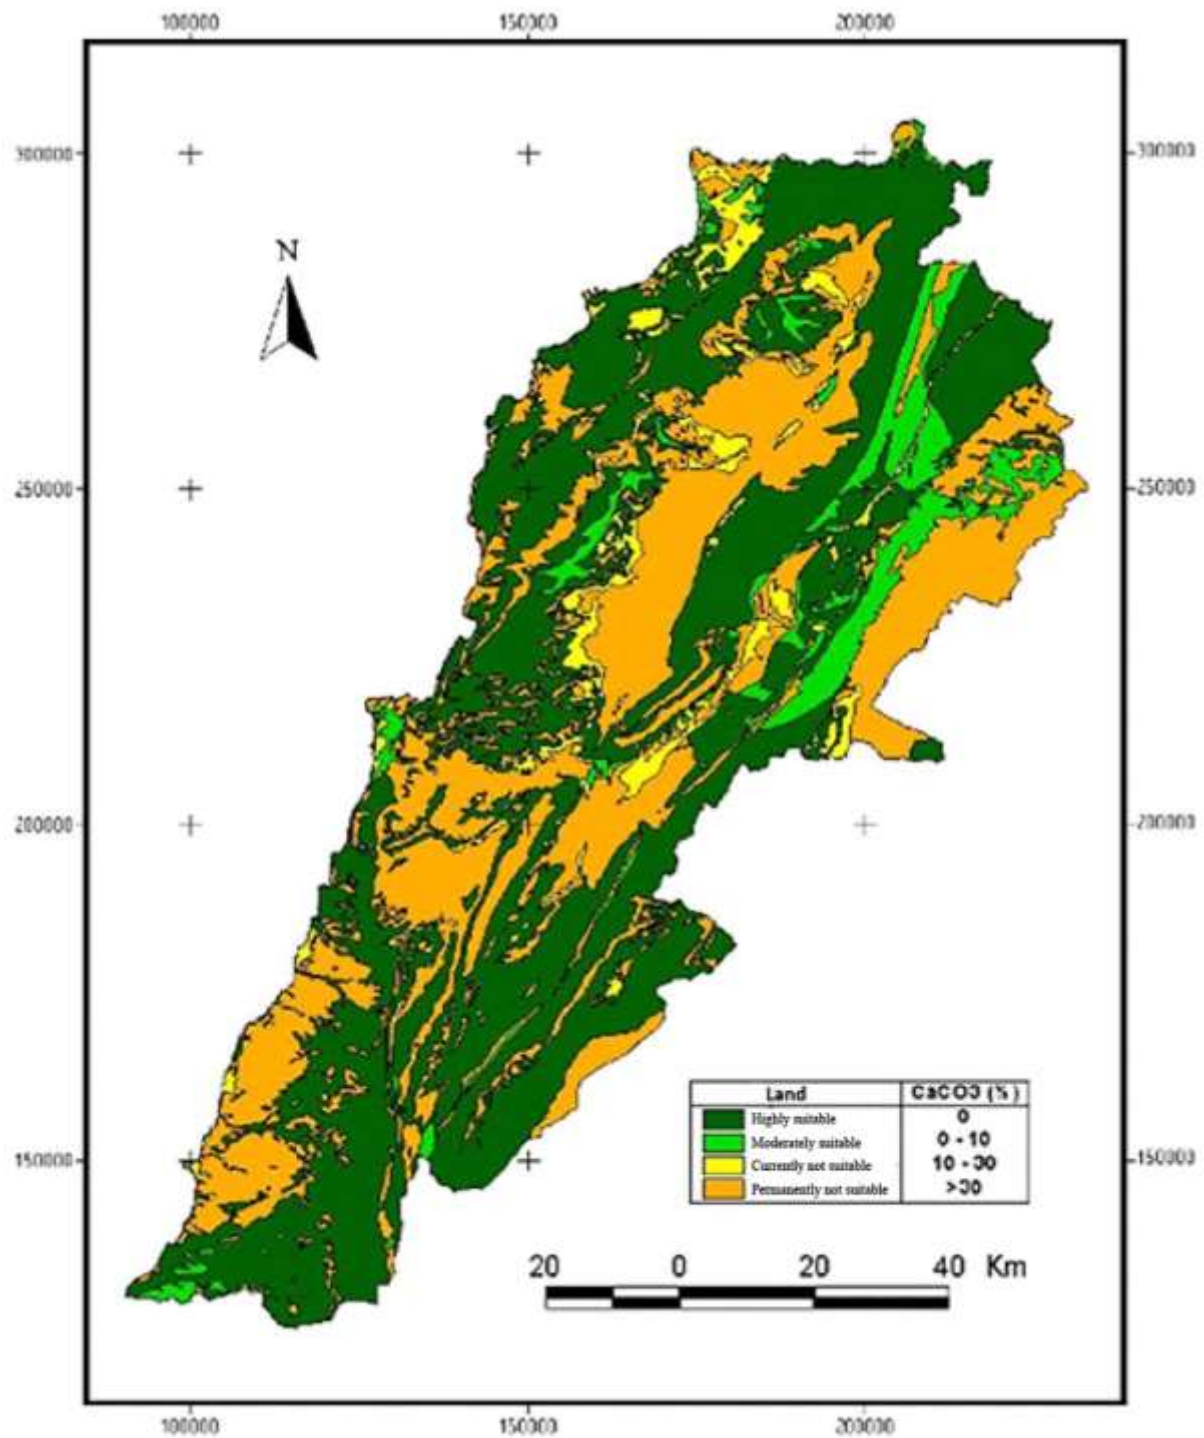 100000 150000 200000
300000 300000
N
250000 250000
200000 200000
Land CaCO3 (%)
Highly suitable 0
Moderately suitable 0 - 10
Currently not suitable 10 - 30
Permanently not suitable >30
150000 150000
20 0 20 40 Km
100000 150000 200000